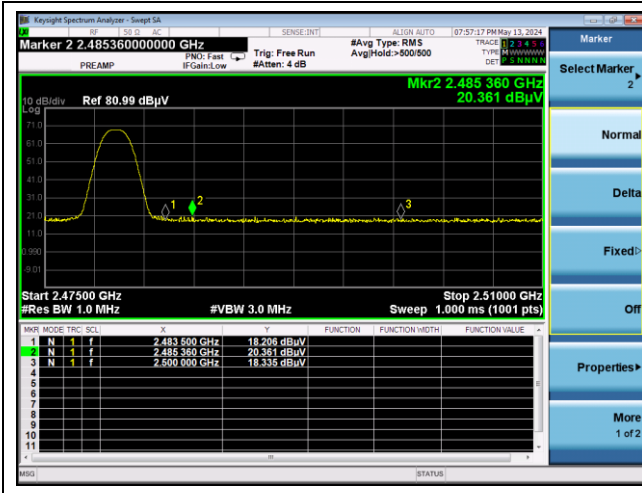 Keysight Spectrum Analyzer - Swept SA
RF 50 Ω AC SENSE:INT ALIGN AUTO 07:57:17 PM May 13, 2024
Marker 2 2.485360000000 GHz
PREAMP
PNO: Fast
IFGain:Low
Trig: Free Run
#Atten: 4 dB
#Avg Type: RMS
Avg|Hold:>500/500
TRACE 1 2 3 4 5 6
TYPE MWWWWW
DET P S N N N N
Mkr2 2.485 360 GHz
20.361 dBµV
10 dB/div Ref 80.99 dBµV
Log
71.0
61.0
51.0
41.0
31.0
21.0
11.0
0.990
-9.01
1
2
3
Start 2.47500 GHz Stop 2.51000 GHz
#Res BW 1.0 MHz #VBW 3.0 MHz Sweep 1.000 ms (1001 pts)
MKR MODE TRC SCL X Y FUNCTION FUNCTION WIDTH FUNCTION VALUE
1 N 1 f 2.483 500 GHz 18.206 dBuV
2 N 1 f 2.485 360 GHz 20.361 dBuV
3 N 1 f 2.500 000 GHz 18.335 dBuV
4
5
6
7
8
9
10
11
MSG STATUS
Marker
Select Marker
2
Normal
Delta
Fixed
Off
Properties
More
1 of 2